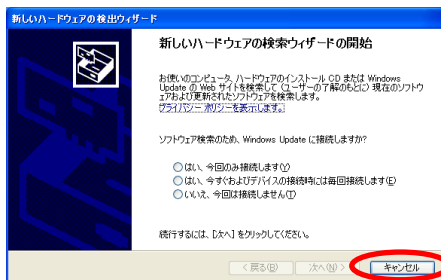 新しいハードウェアの検出ウィザード
新しいハードウェアの検索ウィザードの開始
お使いのコンピュータ、ハードウェアのインストール CD または Windows
Update の Web サイトを検索して (ユーザーの了解のもとに) 現在のソフトウ
ェアおよび更新されたソフトウェアを検索します。
プライバシー ポリシーを表示します。
ソフトウェア検索のため、Windows Update に接続しますか?
はい、今回のみ接続します(Y)
はい、今すぐおよびデバイスの接続時には毎回接続します(E)
いいえ、今回は接続しません(T)
続行するには、[次へ] をクリックしてください。
< 戻る(B) 次へ(N) > キャンセル